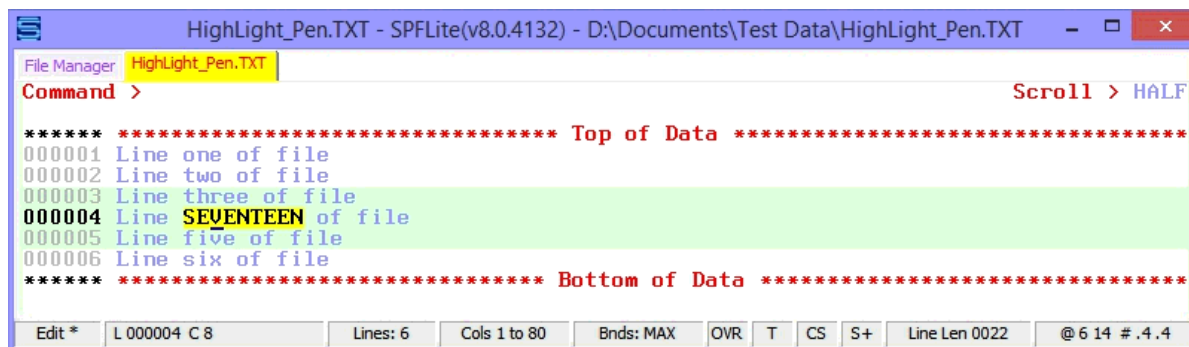 HighLight_Pen.TXT - SPFLite(v8.0.4132) - D:\Documents\Test Data\HighLight_Pen.TXT
File Manager HighLight_Pen.TXT
Command > Scroll > HALF
****** ********************************* Top of Data **********************************
000001 Line one of file
000002 Line two of file
000003 Line three of file
000004 Line SEVENTEEN of file
000005 Line five of file
000006 Line six of file
****** ******************************** Bottom of Data ********************************
Edit * L 000004 C 8 Lines: 6 Cols 1 to 80 Bnds: MAX OVR T CS S+ Line Len 0022 @ 6 14 # .4 .4